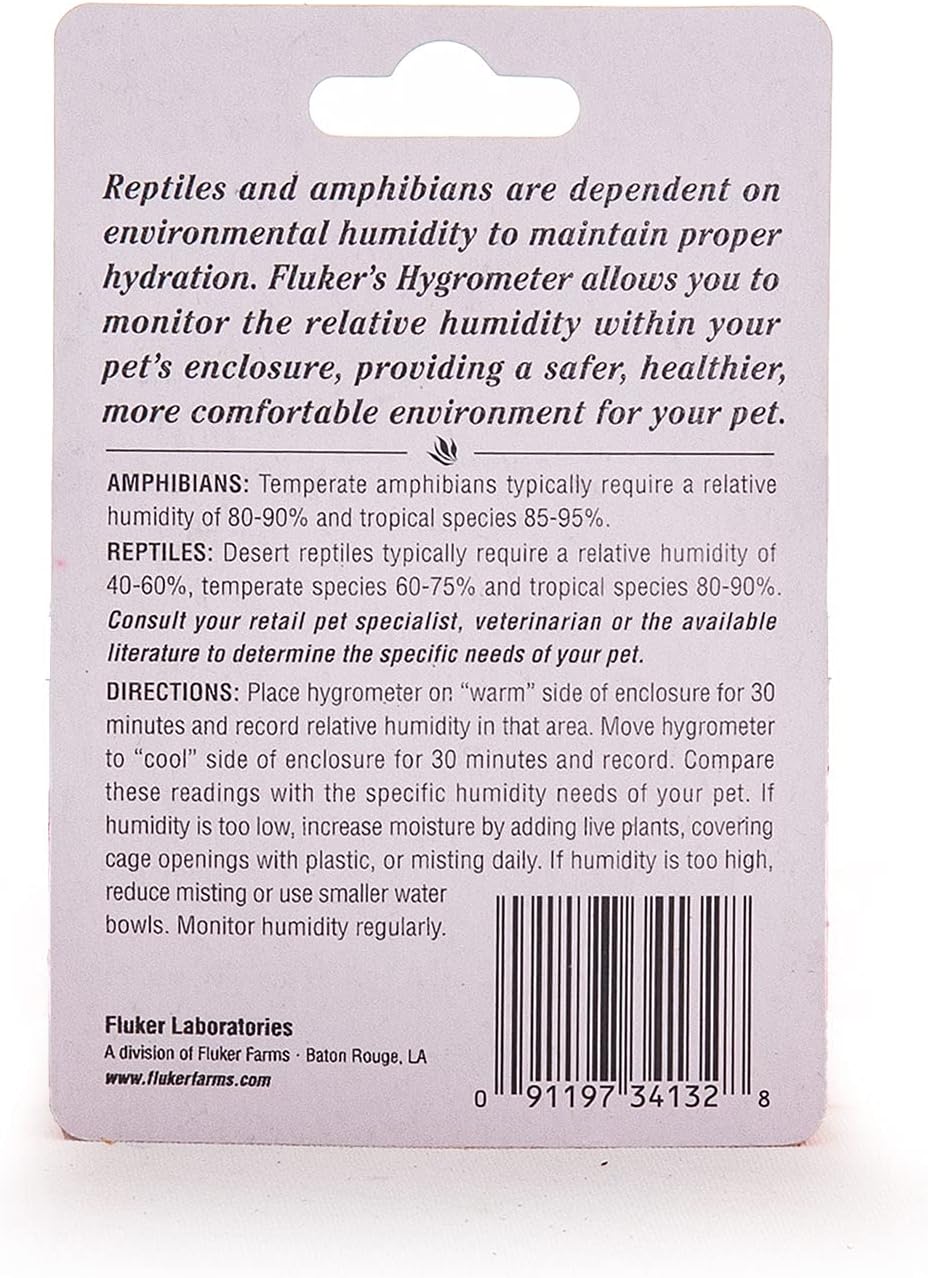 Reptiles and amphibians are dependent on
environmental humidity to maintain proper
hydration. Fluker's Hygrometer allows you to
monitor the relative humidity within your
pet's enclosure, providing a safer, healthier,
more comfortable environment for your pet.
AMPHIBIANS: Temperate amphibians typically require a relative
humidity of 80-90% and tropical species 85-95%.
REPTILES: Desert reptiles typically require a relative humidity of
40-60%, temperate species 60-75% and tropical species 80-90%.
Consult your retail pet specialist, veterinarian or the available
literature to determine the specific needs of your pet.
DIRECTIONS: Place hygrometer on “warm” side of enclosure for 30
minutes and record relative humidity in that area. Move hygrometer
to “cool” side of enclosure for 30 minutes and record. Compare
these readings with the specific humidity needs of your pet. If
humidity is too low, increase moisture by adding live plants, covering
cage openings with plastic, or misting daily. If humidity is too high,
reduce misting or use smaller water
bowls. Monitor humidity regularly.
Fluker Laboratories
A division of Fluker Farms · Baton Rouge, LA
www.flukerfarms.com
0 91197 34132 8